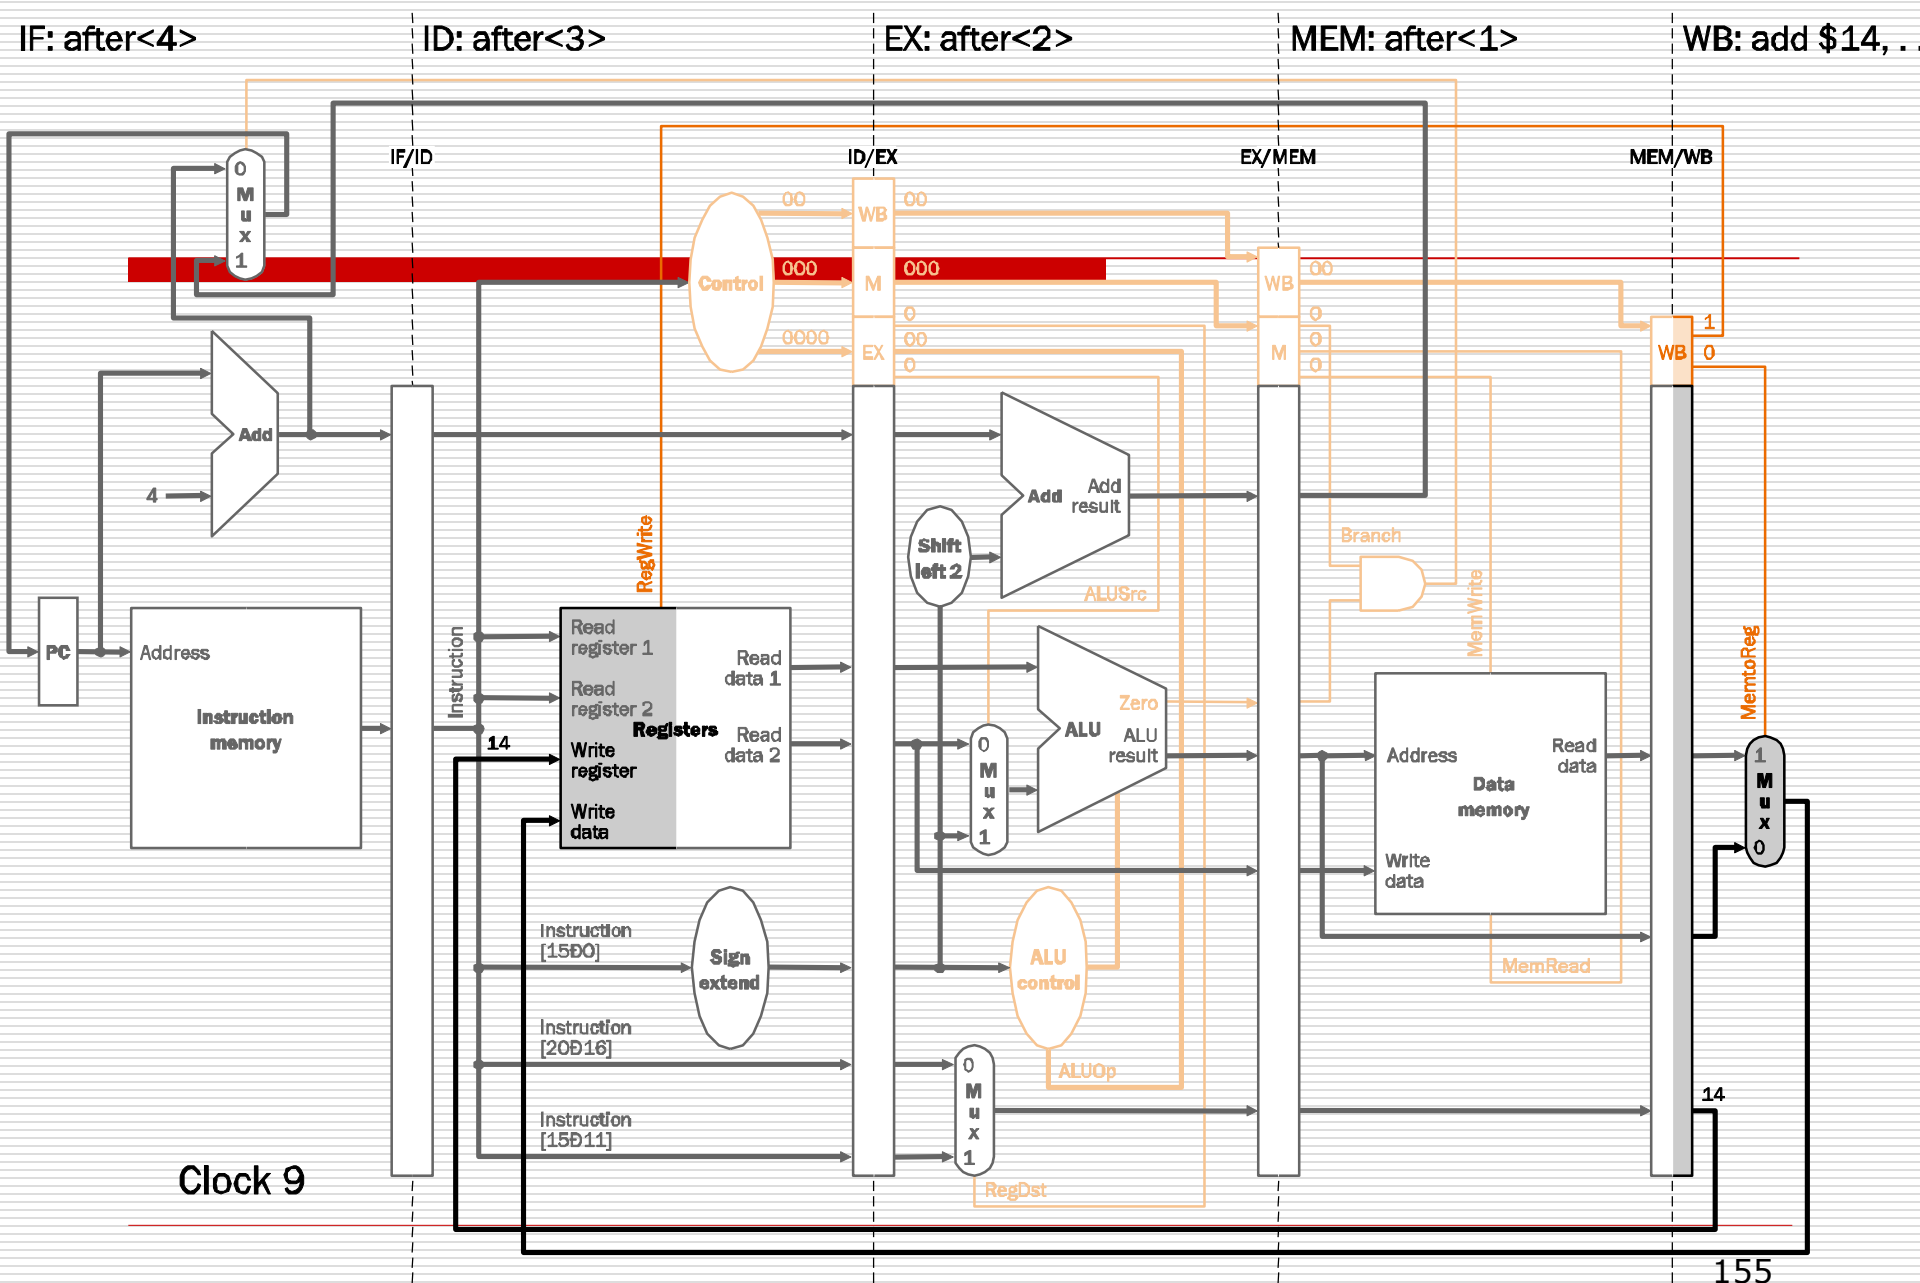 IF: after<4>
ID: after<3>
EX: after<2>
MEM: after<1>
WB: add $14, . .
IF/ID
ID/EX
EX/MEM
MEM/WB
0
M
u
x
1
Control
00
000
0000
WB
M
EX
00
000
0
00
0
WB
M
00
0
0
0
WB
1
0
Add
4
Add
Add
result
Shift
left 2
RegWrite
Branch
ALUSrc
MemWrite
MemtoReg
PC
Address
Instruction
memory
Instruction
Read
register 1
Read
register 2
Registers
Write
register
Write
data
Read
data 1
Read
data 2
14
0
M
u
x
1
Zero
ALU
ALU
result
Address
Read
data
Data
memory
Write
data
1
M
u
x
0
Instruction
[15Ð0]
Sign
extend
ALU
control
MemRead
Instruction
[20Ð16]
ALUOp
0
M
u
x
1
Instruction
[15Ð11]
14
RegDst
Clock 9
155